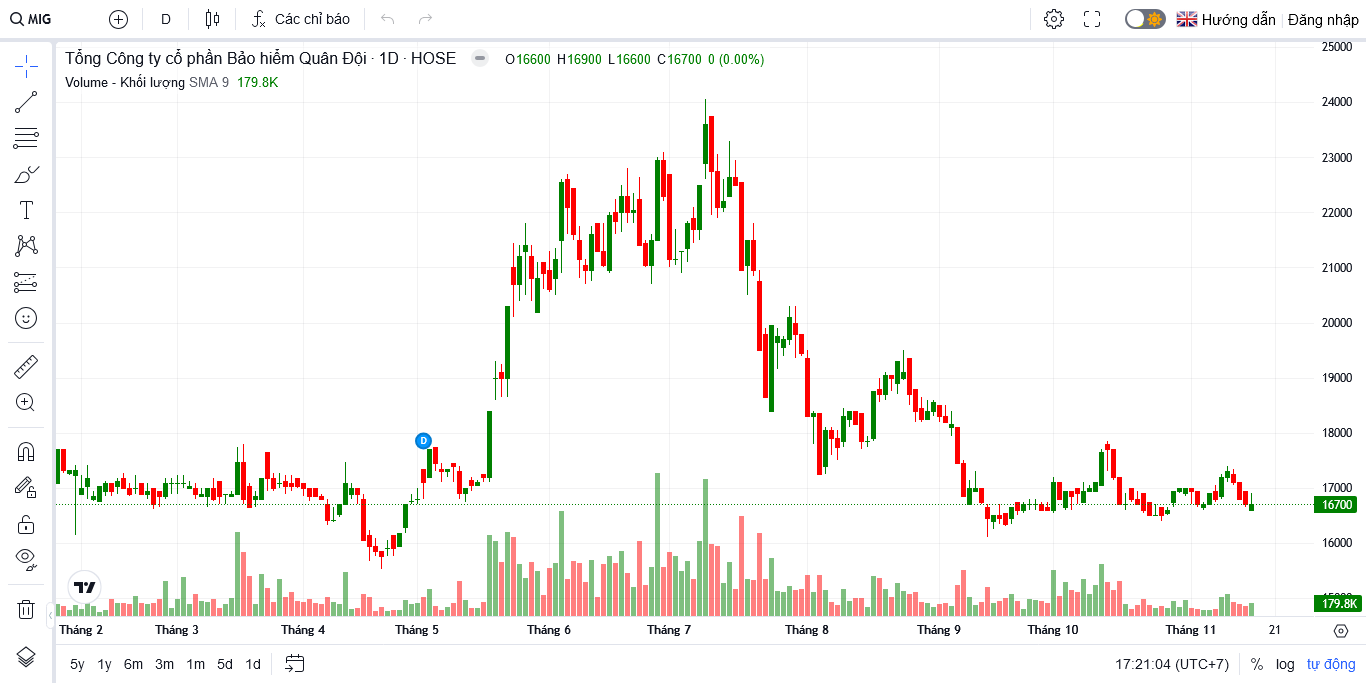 MIG D Các chỉ báo Hướng dẫn Đăng nhập
Tổng Công ty cổ phần Bảo hiểm Quân Đội · 1D · HOSE O16600 H16900 L16600 C16700 0 (0.00%)
Volume - Khối lượng SMA 9 179.8K
25000
24000
23000
22000
21000
20000
19000
18000
D
17000
16700
16000
179.8K
Tháng 2 Tháng 3 Tháng 4 Tháng 5 Tháng 6 Tháng 7 Tháng 8 Tháng 9 Tháng 10 Tháng 11 21
5y 1y 6m 3m 1m 5d 1d 17:21:04 (UTC+7) % log tự động